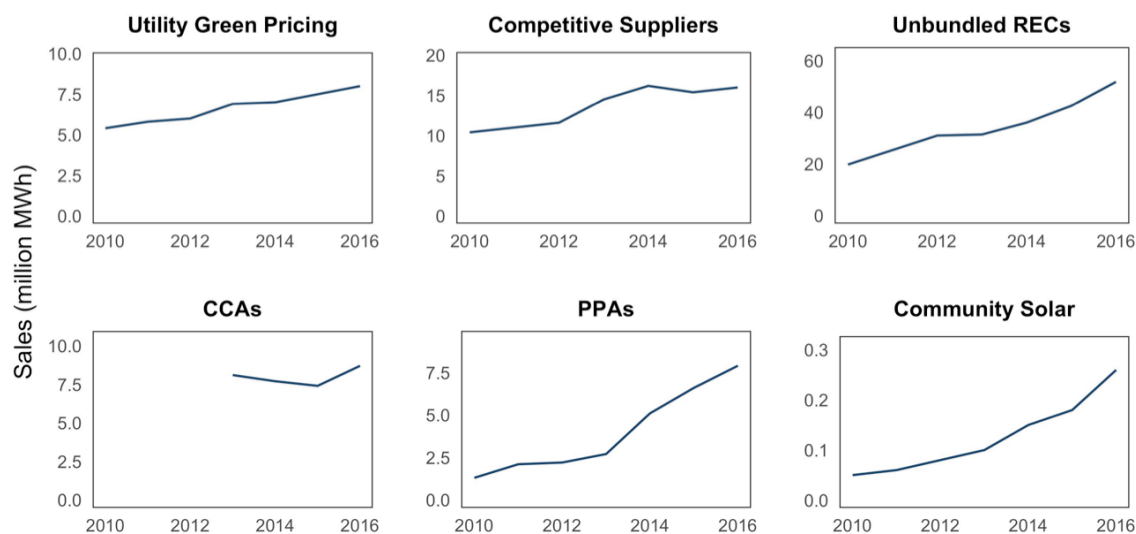 Utility Green Pricing
Competitive Suppliers
Unbundled RECs
Sales (million MWh)
10.0
7.5
5.0
2.5
0.0
2010 2012 2014 2016
20
15
10
5
0
2010 2012 2014 2016
60
40
20
0
2010 2012 2014 2016
CCAs
PPAs
Community Solar
10.0
7.5
5.0
2.5
0.0
2010 2012 2014 2016
7.5
5.0
2.5
0.0
2010 2012 2014 2016
0.3
0.2
0.1
0.0
2010 2012 2014 2016